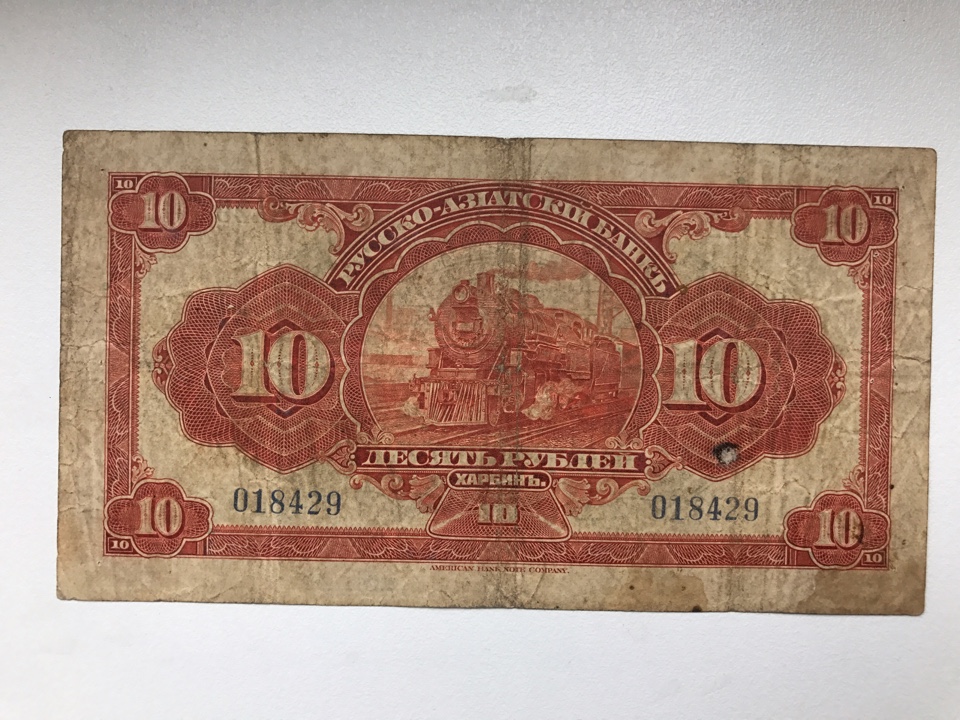 10 10
10 10
РУССКО-АЗІАТСКІЙ БАНКЪ
10 10
ДЕСЯТЬ РУБЛЕЙ
ХАРБИНЪ.
018429 018429
10 10 10
10 10
AMERICAN BANK NOTE COMPANY.